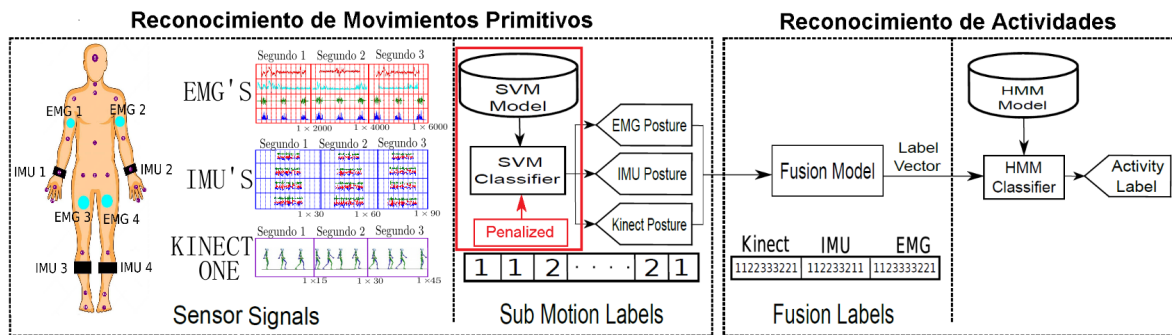 Reconocimiento de Movimientos Primitivos
Reconocimiento de Actividades
EMG 1
EMG 2
IMU 1
IMU 2
EMG 3
EMG 4
IMU 3
IMU 4
EMG'S
Segundo 1 Segundo 2 Segundo 3
1 × 2000 1 × 4000 1 × 6000
IMU'S
Segundo 1 Segundo 2 Segundo 3
1 × 30 1 × 60 1 × 90
KINECT
ONE
Segundo 1 Segundo 2 Segundo 3
1×15 1 × 30 1×45
Sensor Signals
SVM
Model
SVM
Classifier
Penalized
EMG Posture
IMU Posture
Kinect Posture
1 1 2 · · · · 2 1
Sub Motion Labels
Fusion Model
Label
Vector
Kinect IMU EMG
1122333221 112233211 1123333221
Fusion Labels
HMM
Model
HMM
Classifier
Activity
Label